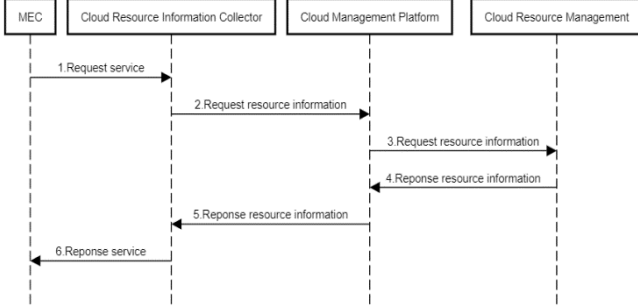 MEC
Cloud Resource Information Collector
Cloud Management Platform
Cloud Resource Management
1.Request service
2.Request resource information
3.Request resource information
4.Reponse resource information
5.Reponse resource information
6.Reponse service